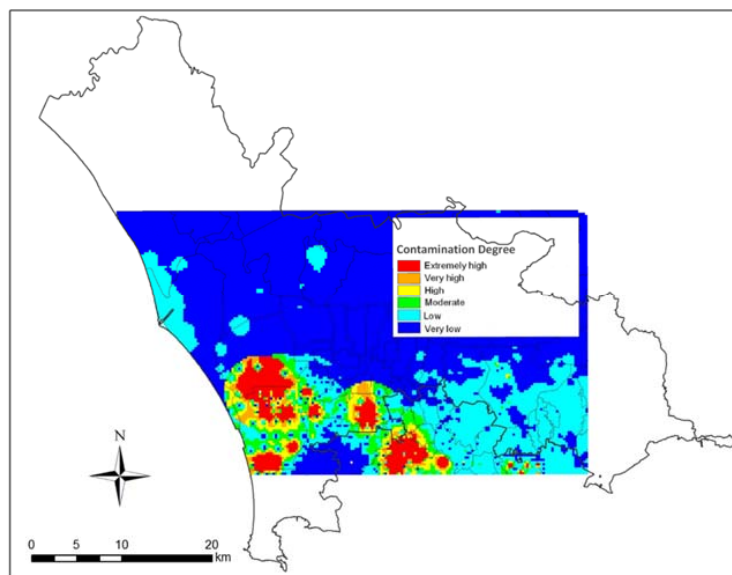 Contamination Degree
Extremely high
Very high
High
Moderate
Low
Very low
N
0 5 10 20
km